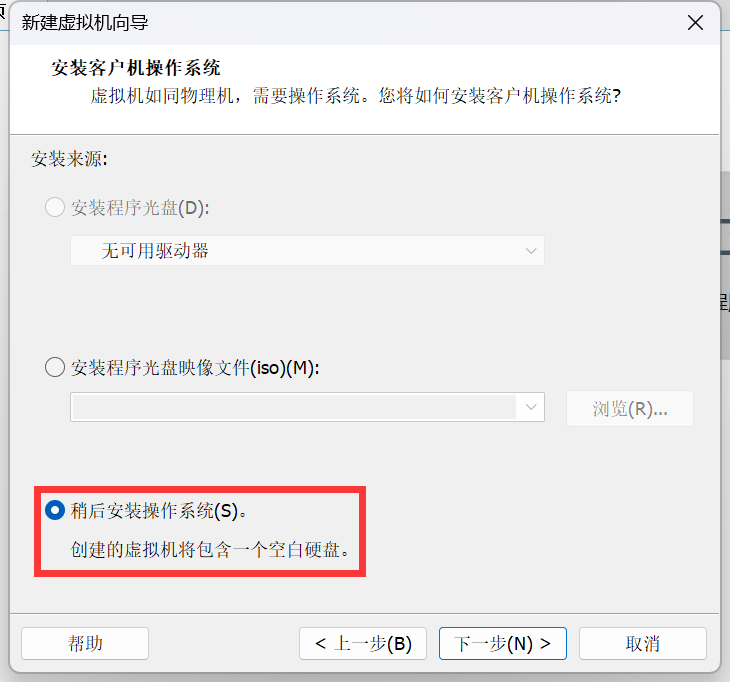 新建虚拟机向导
安装客户机操作系统
虚拟机如同物理机，需要操作系统。您将如何安装客户机操作系统?
安装来源:
安装程序光盘(D):
无可用驱动器
安装程序光盘映像文件(iso)(M):
浏览(R)...
稍后安装操作系统(S)。
创建的虚拟机将包含一个空白硬盘。
帮助
< 上一步(B)
下一步(N) >
取消